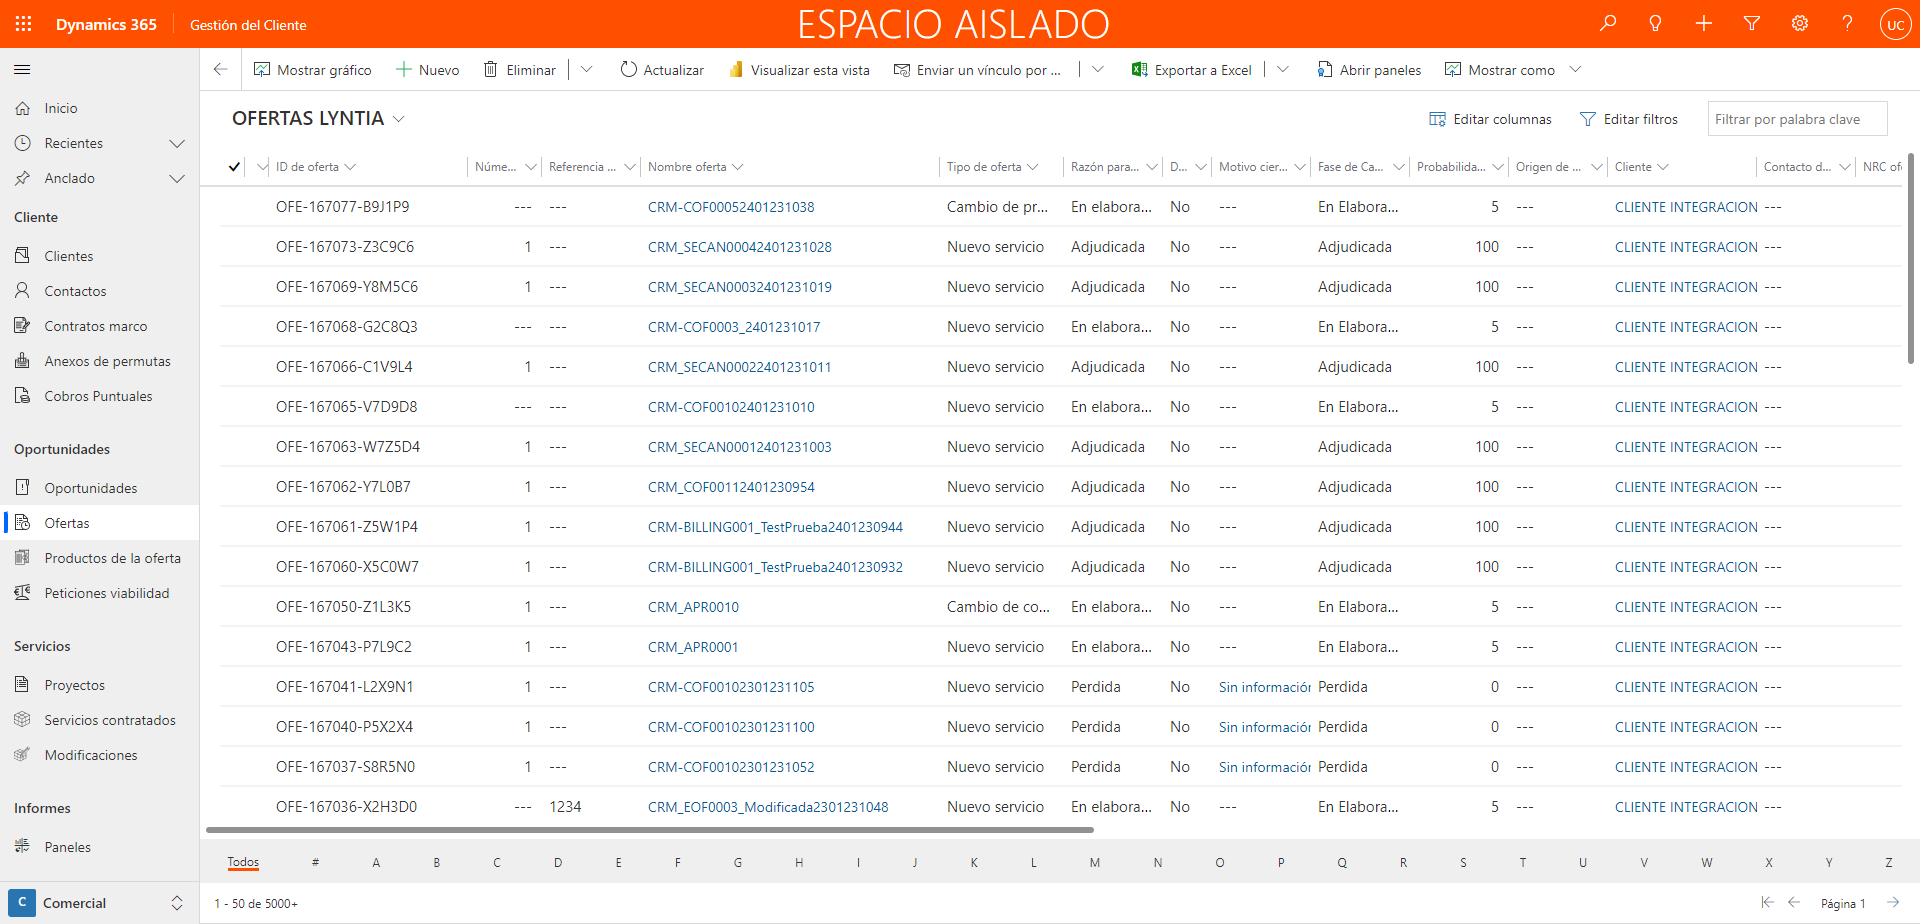 Dynamics 365 Gestión del Cliente ESPACIO AISLADO UC
Mostrar gráfico Nuevo Eliminar Actualizar Visualizar esta vista Enviar un vínculo por ... Exportar a Excel Abrir paneles Mostrar como
Inicio
Recientes
Anclado
Cliente
Clientes
Contactos
Contratos marco
Anexos de permutas
Cobros Puntuales
Oportunidades
Oportunidades
Ofertas
Productos de la oferta
Peticiones viabilidad
Servicios
Proyectos
Servicios contratados
Modificaciones
Informes
Paneles
C Comercial
OFERTAS LYNTIA Editar columnas Editar filtros Filtrar por palabra clave
ID de oferta Núme... Referencia ... Nombre oferta Tipo de oferta Razón para... D... Motivo cier... Fase de Ca... Probabilida... Origen de ... Cliente Contacto d... NRC of
OFE-167077-B9J1P9 --- --- CRM-COF00052401231038 Cambio de pr... En elabora... No --- En Elabora... 5 --- CLIENTE INTEGRACION ---
OFE-167073-Z3C9C6 1 --- CRM_SECAN00042401231028 Nuevo servicio Adjudicada No --- Adjudicada 100 --- CLIENTE INTEGRACION ---
OFE-167069-Y8M5C6 1 --- CRM_SECAN00032401231019 Nuevo servicio Adjudicada No --- Adjudicada 100 --- CLIENTE INTEGRACION ---
OFE-167068-G2C8Q3 --- --- CRM-COF0003_2401231017 Nuevo servicio En elabora... No --- En Elabora... 5 --- CLIENTE INTEGRACION ---
OFE-167066-C1V9L4 1 --- CRM_SECAN00022401231011 Nuevo servicio Adjudicada No --- Adjudicada 100 --- CLIENTE INTEGRACION ---
OFE-167065-V7D9D8 --- --- CRM-COF00102401231010 Nuevo servicio En elabora... No --- En Elabora... 5 --- CLIENTE INTEGRACION ---
OFE-167063-W7Z5D4 1 --- CRM_SECAN00012401231003 Nuevo servicio Adjudicada No --- Adjudicada 100 --- CLIENTE INTEGRACION ---
OFE-167062-Y7L0B7 1 --- CRM_COF00112401230954 Nuevo servicio Adjudicada No --- Adjudicada 100 --- CLIENTE INTEGRACION ---
OFE-167061-Z5W1P4 1 --- CRM-BILLING001_TestPrueba2401230944 Nuevo servicio Adjudicada No --- Adjudicada 100 --- CLIENTE INTEGRACION ---
OFE-167060-X5C0W7 1 --- CRM-BILLING001_TestPrueba2401230932 Nuevo servicio Adjudicada No --- Adjudicada 100 --- CLIENTE INTEGRACION ---
OFE-167050-Z1L3K5 1 --- CRM_APR0010 Cambio de co... En elabora... No --- En Elabora... 5 --- CLIENTE INTEGRACION ---
OFE-167043-P7L9C2 1 --- CRM_APR0001 Nuevo servicio En elabora... No --- En Elabora... 5 --- CLIENTE INTEGRACION ---
OFE-167041-L2X9N1 1 --- CRM-COF00102301231105 Nuevo servicio Perdida No Sin información Perdida 0 --- CLIENTE INTEGRACION ---
OFE-167040-P5X2X4 1 --- CRM-COF00102301231100 Nuevo servicio Perdida No Sin información Perdida 0 --- CLIENTE INTEGRACION ---
OFE-167037-S8R5N0 1 --- CRM-COF00102301231052 Nuevo servicio Perdida No Sin información Perdida 0 --- CLIENTE INTEGRACION ---
OFE-167036-X2H3D0 --- 1234 CRM_EOF0003_Modificada2301231048 Nuevo servicio En elabora... No --- En Elabora... 5 --- CLIENTE INTEGRACION ---
Todos # A B C D E F G H I J K L M N O P Q R S T U V W X Y Z
1 - 50 de 5000+ Página 1